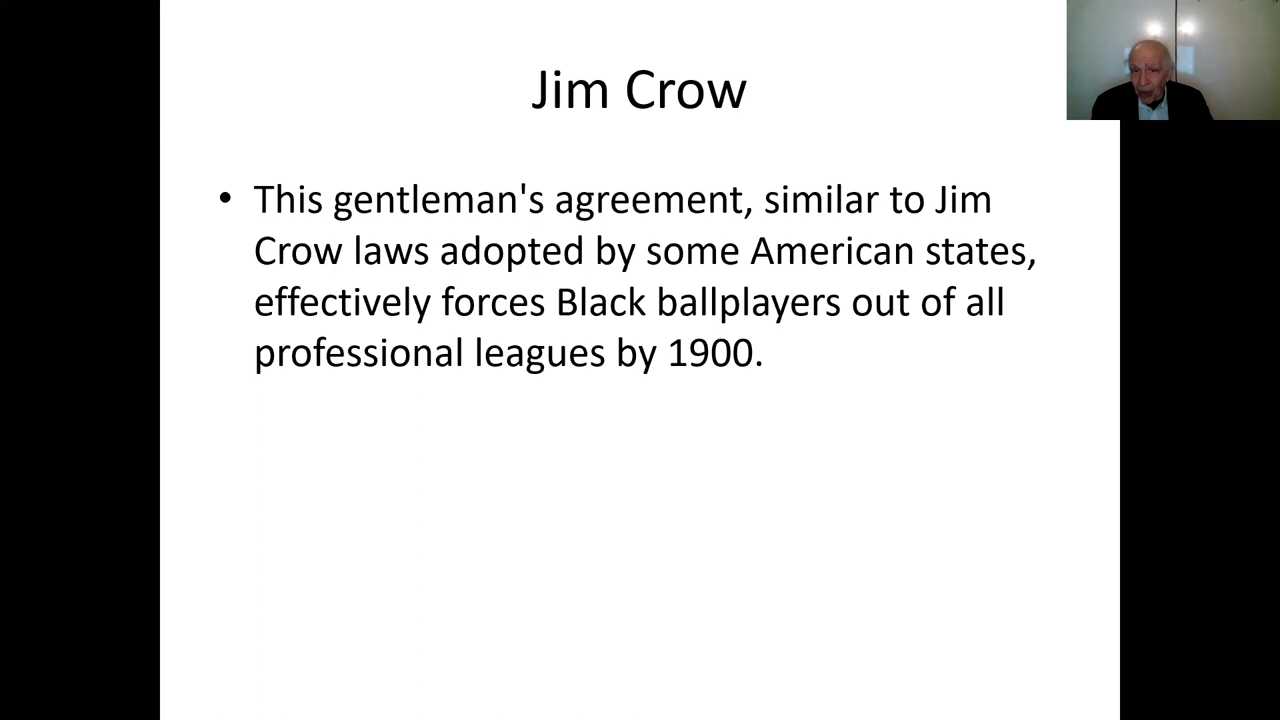 Jim Crow
• This gentleman's agreement, similar to Jim
Crow laws adopted by some American states,
effectively forces Black ballplayers out of all
professional leagues by 1900.